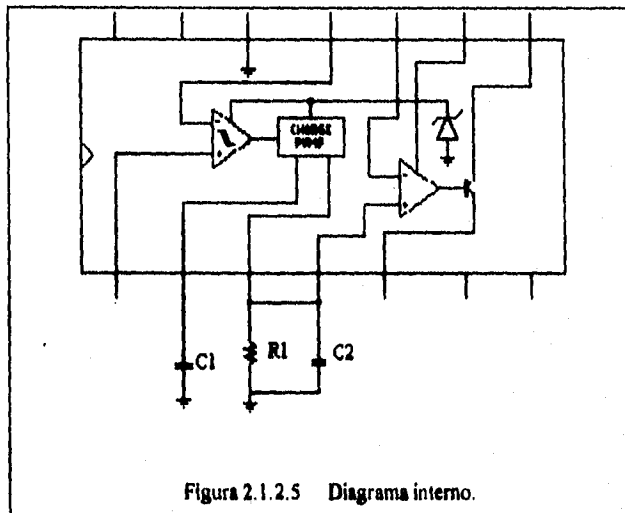 CHARGE
PUMP
C1
R1
C2
Figura 2.1.2.5 Diagrama interno.